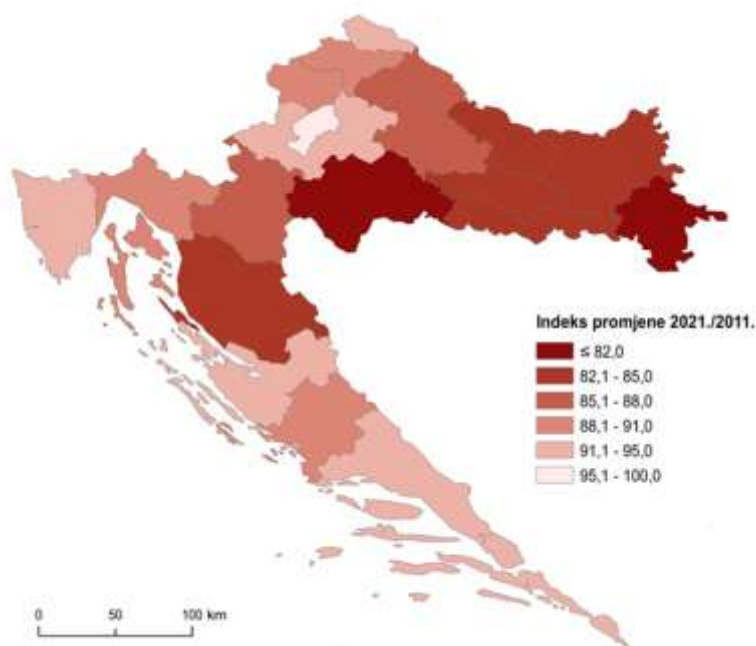 Indeks promjene 2021./2011.
≤ 82,0
82,1 - 85,0
85,1 - 88,0
88,1 - 91,0
91,1 - 95,0
95,1 - 100,0
0 50 100 km